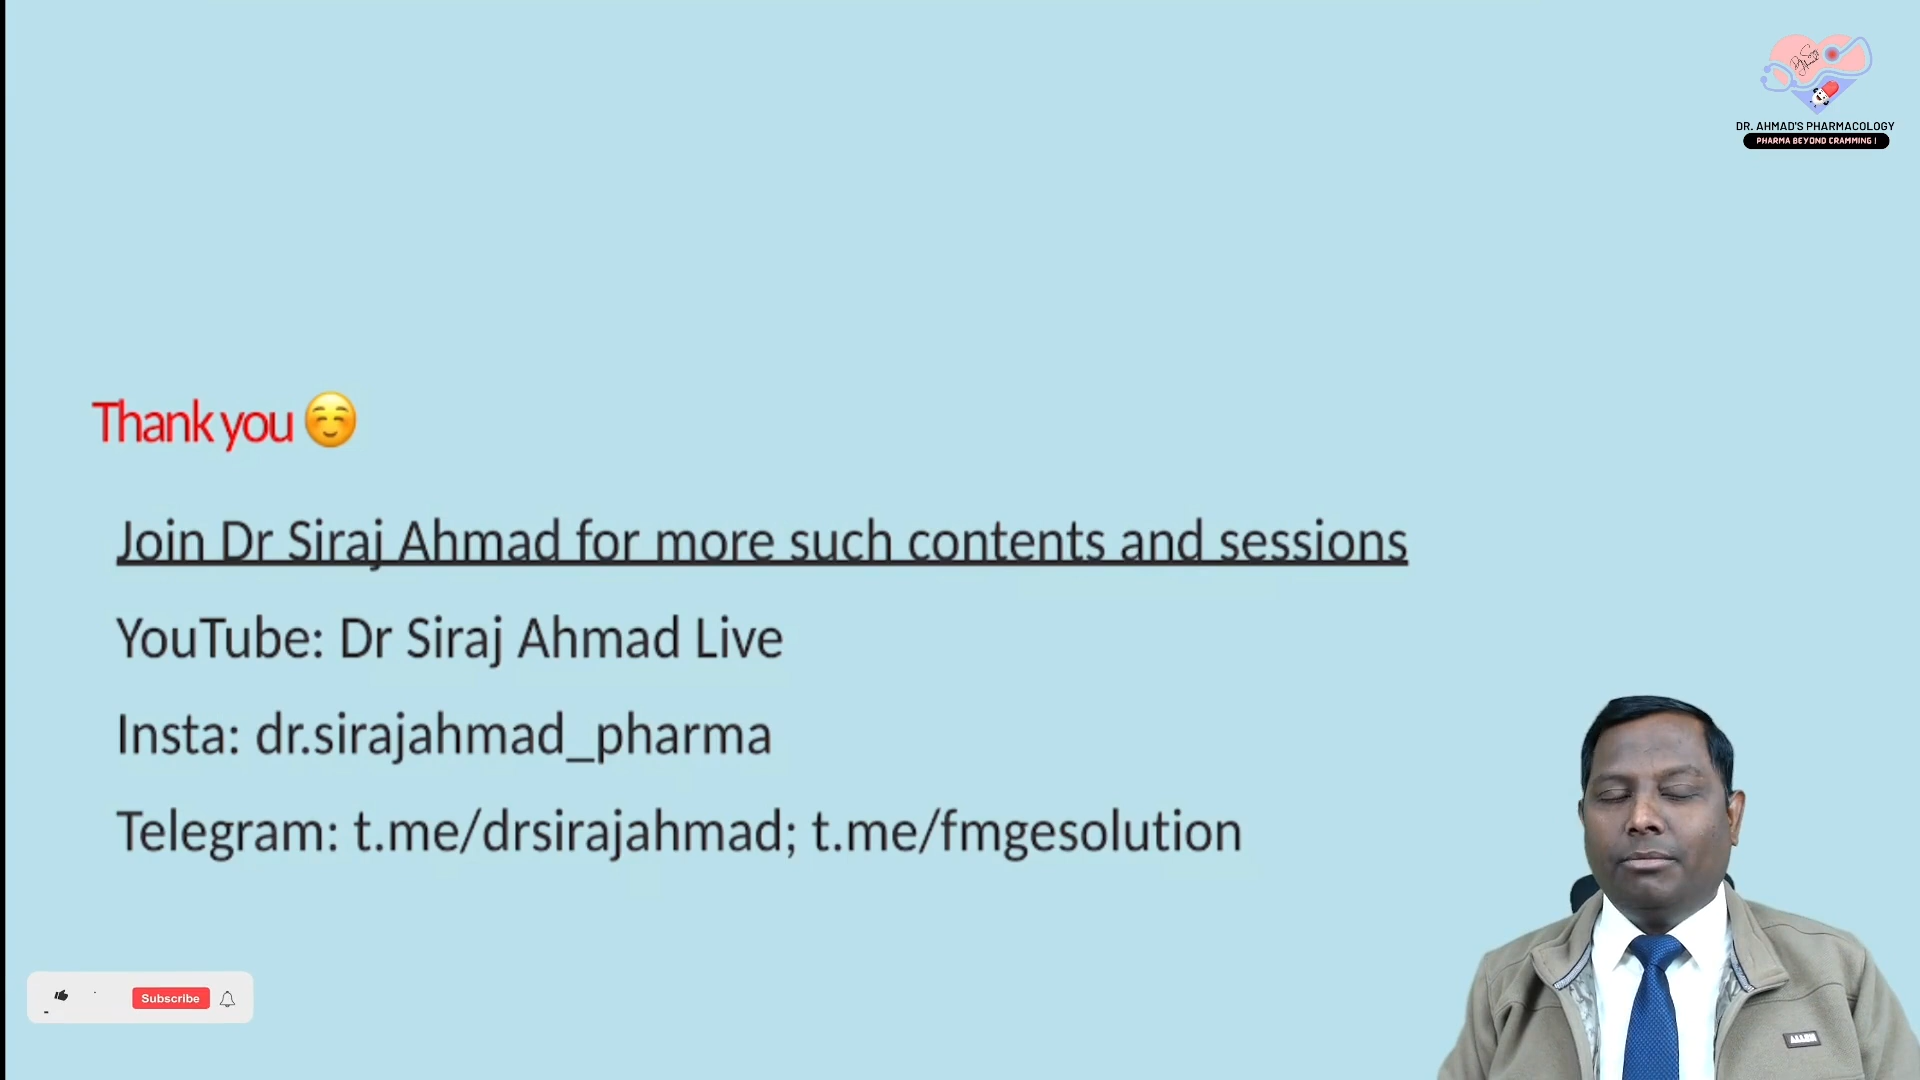 DR. AHMAD'S PHARMACOLOGY
PHARMA BEYOND CRAMMING !
Thank you ☺️
Join Dr Siraj Ahmad for more such contents and sessions
YouTube: Dr Siraj Ahmad Live
Insta: dr.sirajahmad_pharma
Telegram: t.me/drsirajahmad; t.me/fmgesolution
Subscribe